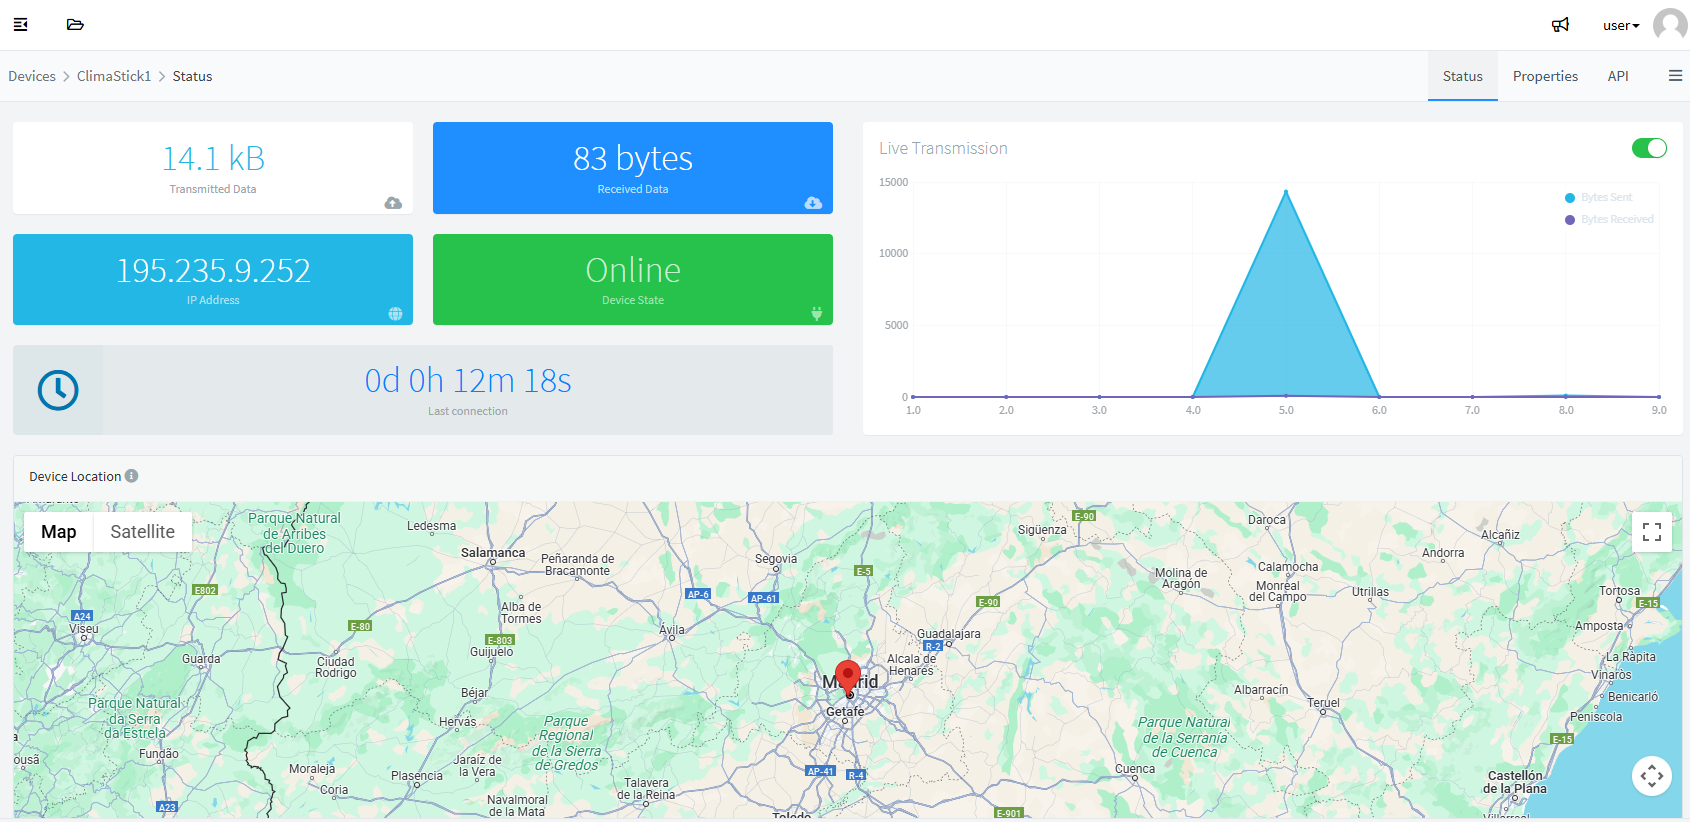 user
Devices > ClimaStick1 > Status
Status
Properties
API
14.1 kB
Transmitted Data
83 bytes
Received Data
195.235.9.252
IP Address
Online
Device State
0d 0h 12m 18s
Last connection
Live Transmission
15000
10000
5000
0
1.0 2.0 3.0 4.0 5.0 6.0 7.0 8.0 9.0
Bytes Sent
Bytes Received
Device Location
Map
Satellite
Parque Natural
de Arribes
del Duero
Ledesma
Salamanca
Peñaranda de
Bracamonte
Segovia
E-5
Sigüenza
E-90
Daroca
Alcañiz
Andorra
Calamocha
Monreal
del Campo
Molina de
Aragón
Utrillas
Tortosa
E-15
Amposta
E802
A24
Viseu
E-80
Alba de
Tormes
AP-6
AP-61
E-90
E-803
Guijuelo
Ávila
Guadalajara
R-2
Alcala de
Henares
Guarda
Ciudad
Rodrigo
La Ràpita
Vinaròs
Benicarló
Peniscola
Madrid
Getafe
Albarracín
Teruel
Béjar
Hervás
Parque Natural
da Serra
da Estrela
Parque
Regional
de la Sierra
de Gredos
Parque Natural
de la Serranía
de Cuenca
E-15
Fundão
Moraleja
Coria
Plasencia
Jaraíz de
la Vera
Talavera
de la Reina
AP-41
R-4
Cuenca
Castellón
de la Plana
A23
Navalmoral
de la Mata
Toledo
E-901